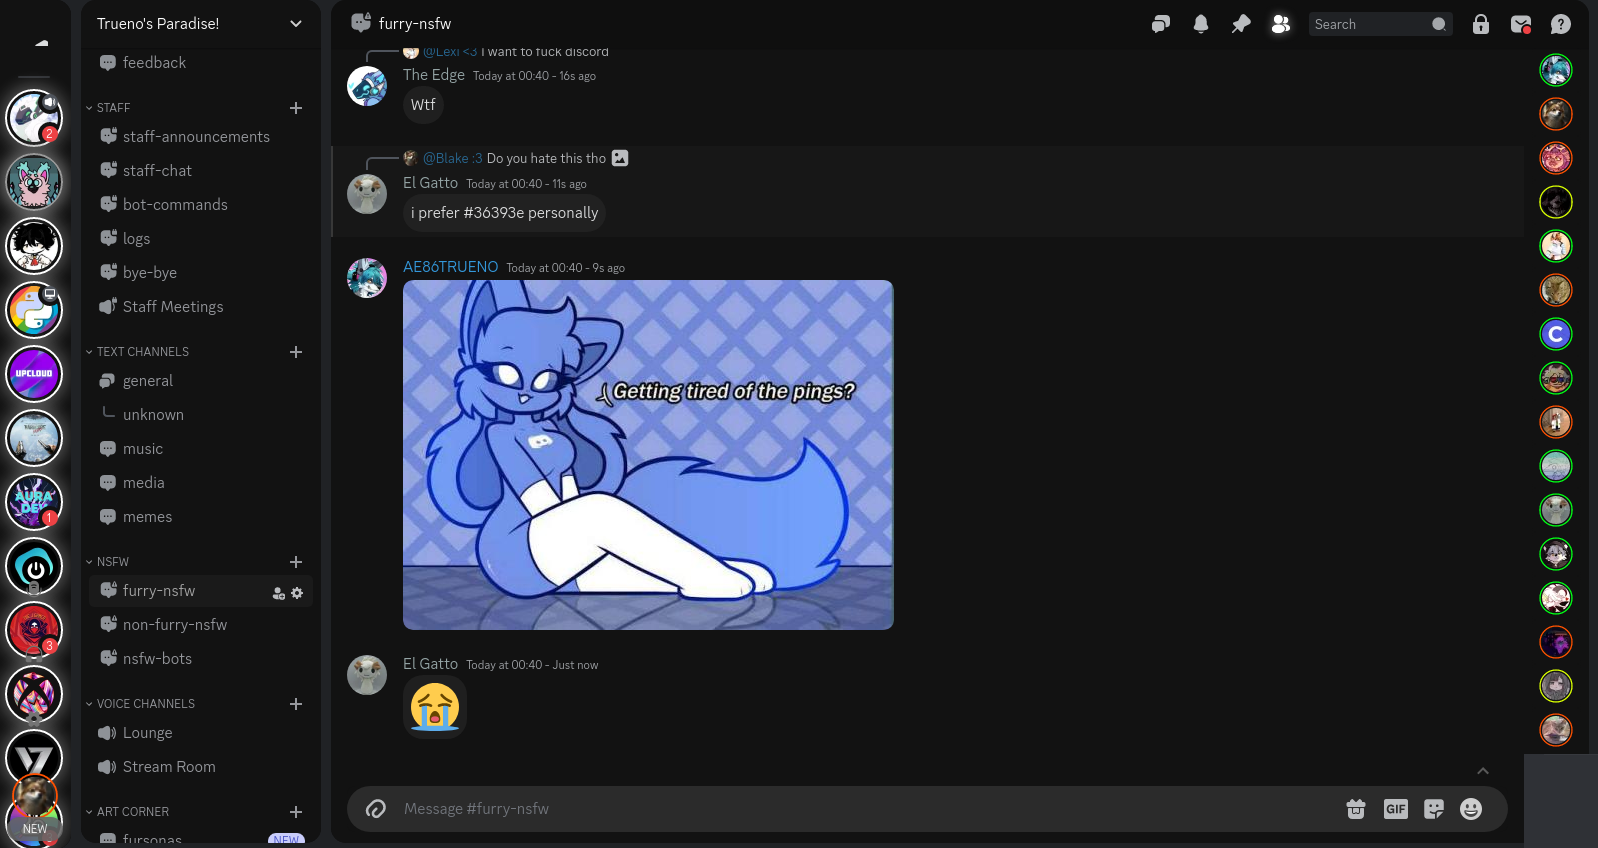 Trueno's Paradise!
feedback
STAFF
staff-announcements
staff-chat
bot-commands
logs
bye-bye
Staff Meetings
TEXT CHANNELS
general
unknown
music
media
memes
NSFW
furry-nsfw
non-furry-nsfw
nsfw-bots
VOICE CHANNELS
Lounge
Stream Room
ART CORNER
fursonas NEW
2
UPCLOUD
AURA
DEV
1
3
NEW
furry-nsfw
Search
@Lexi <3 I want to fuck discord
The Edge Today at 00:40 - 16s ago
Wtf
@Blake :3 Do you hate this tho
El Gatto Today at 00:40 - 11s ago
i prefer #36393e personally
AE86TRUENO Today at 00:40 - 9s ago
Getting tired of the pings?
El Gatto Today at 00:40 - Just now
Message #furry-nsfw
GIF
C